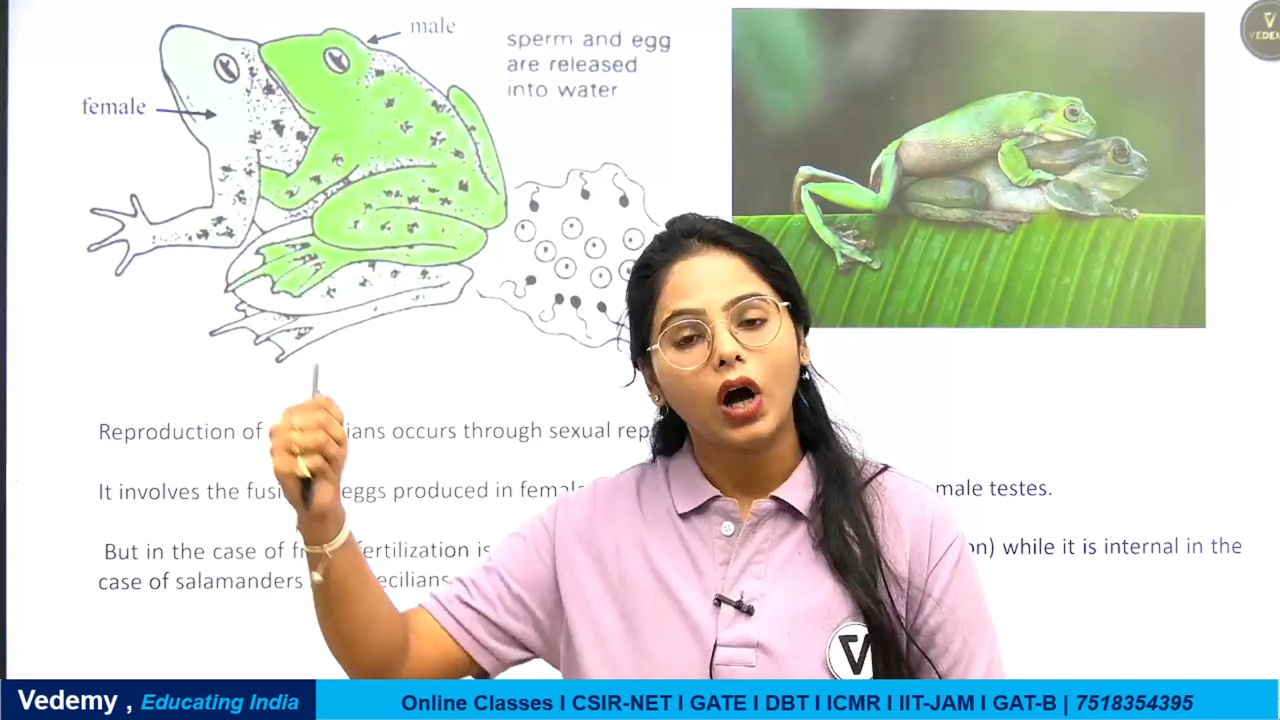 male
sperm and egg
are released
into water
female
VEDEM
Reproduction of ians occurs through sexual rep
It involves the fusi eggs produced in fema male testes.
But in the case of f fertilization is on) while it is internal in the
case of salamanders ecilians
V
Vedemy , Educating India
Online Classes I CSIR-NET I GATE I DBT I ICMR I IIT-JAM I GAT-B | 7518354395